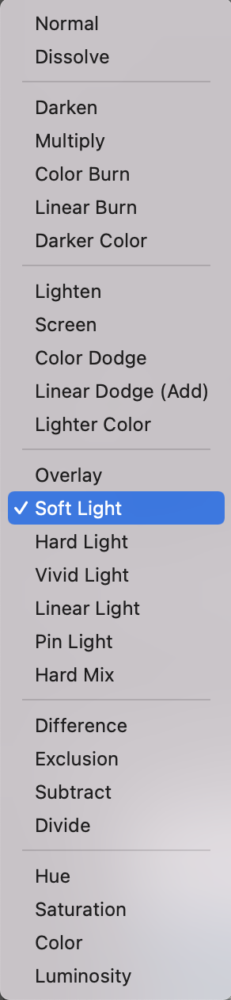 Normal
Dissolve
Darken
Multiply
Color Burn
Linear Burn
Darker Color
Lighten
Screen
Color Dodge
Linear Dodge (Add)
Lighter Color
Overlay
✓ Soft Light
Hard Light
Vivid Light
Linear Light
Pin Light
Hard Mix
Difference
Exclusion
Subtract
Divide
Hue
Saturation
Color
Luminosity